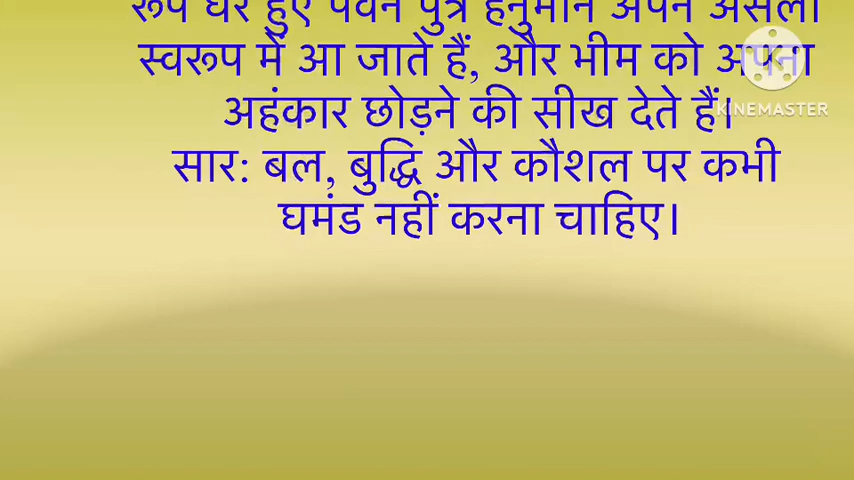 रूप धरे हुए पवन पुत्र हनुमान अपने असली
स्वरूप में आ जाते हैं, और भीम को अपना
अहंकार छोड़ने की सीख देते हैं।
सार: बल, बुद्धि और कौशल पर कभी
घमंड नहीं करना चाहिए।
KINEMASTER